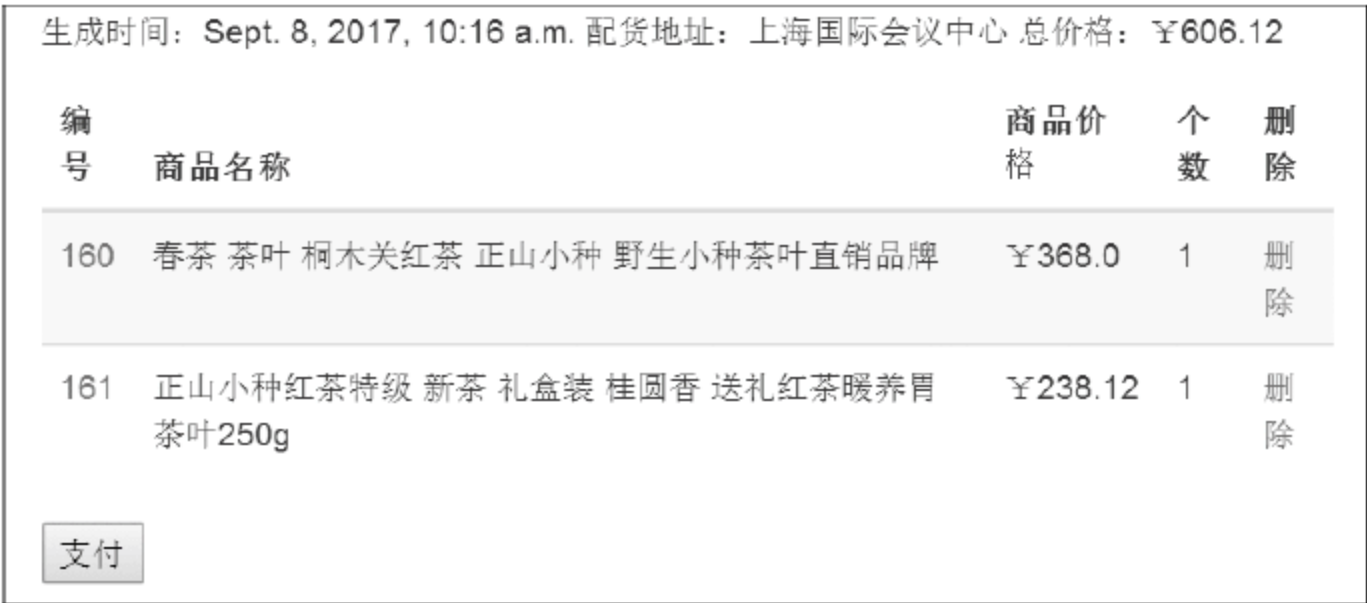 生成时间：Sept. 8, 2017, 10:16 a.m. 配货地址：上海国际会议中心 总价格：￥606.12
编号 商品名称 商品价格 个数 删除
160 春茶 茶叶 桐木关红茶 正山小种 野生小种茶叶直销品牌 ￥368.0 1 删除
161 正山小种红茶特级 新茶 礼盒装 桂圆香 送礼红茶暖养胃 ￥238.12 1 删除
茶叶250g
支付